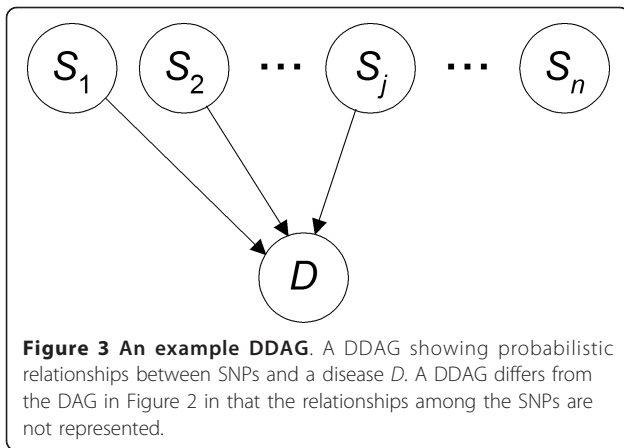 S1 S2 ... Sj ... Sn
D
Figure 3 An example DDAG. A DDAG showing probabilistic
relationships between SNPs and a disease D. A DDAG differs from
the DAG in Figure 2 in that the relationships among the SNPs are
not represented.